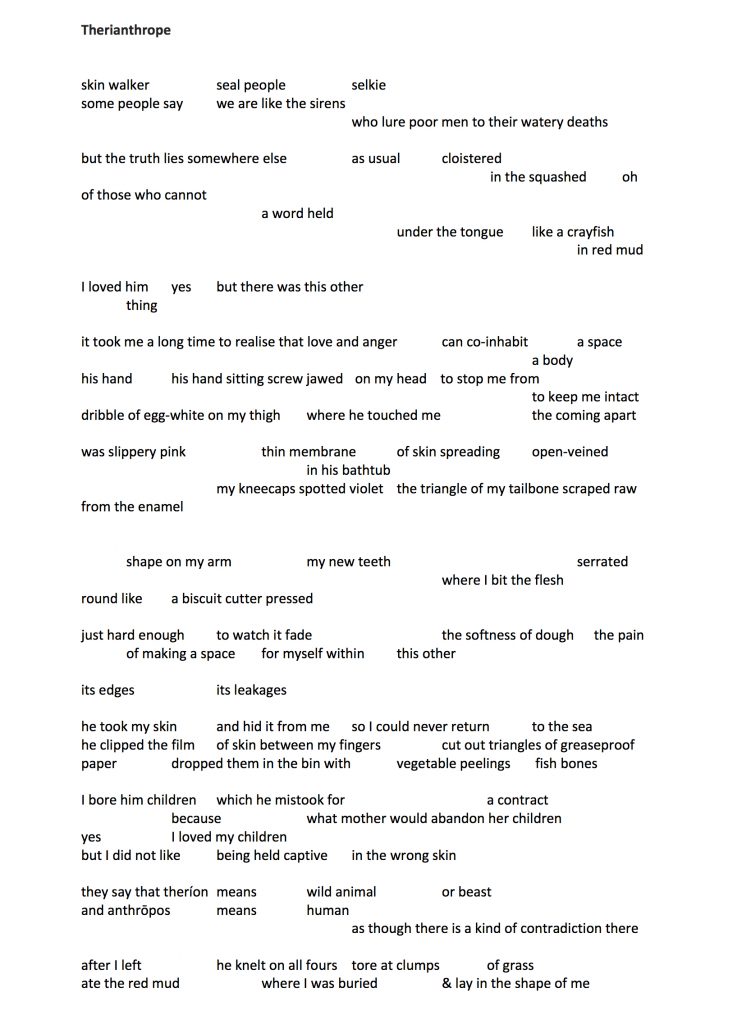 Therianthrope
skin walker seal people selkie
some people say we are like the sirens
who lure poor men to their watery deaths
but the truth lies somewhere else as usual cloistered
in the squashed oh
of those who cannot
a word held
under the tongue like a crayfish
in red mud
I loved him yes but there was this other
thing
it took me a long time to realise that love and anger can co-inhabit a space
a body
his hand his hand sitting screw jawed on my head to stop me from
to keep me intact
dribble of egg-white on my thigh where he touched me the coming apart
was slippery pink thin membrane of skin spreading open-veined
in his bathtub
my kneecaps spotted violet the triangle of my tailbone scraped raw
from the enamel
shape on my arm my new teeth serrated
where I bit the flesh
round like a biscuit cutter pressed
just hard enough to watch it fade the softness of dough the pain
of making a space for myself within this other
its edges its leakages
he took my skin and hid it from me so I could never return to the sea
he clipped the film of skin between my fingers cut out triangles of greaseproof
paper dropped them in the bin with vegetable peelings fish bones
I bore him children which he mistook for a contract
because what mother would abandon her children
yes I loved my children
but I did not like being held captive in the wrong skin
they say that theríon means wild animal or beast
and anthrōpos means human
as though there is a kind of contradiction there
after I left he knelt on all fours tore at clumps of grass
ate the red mud where I was buried & lay in the shape of me